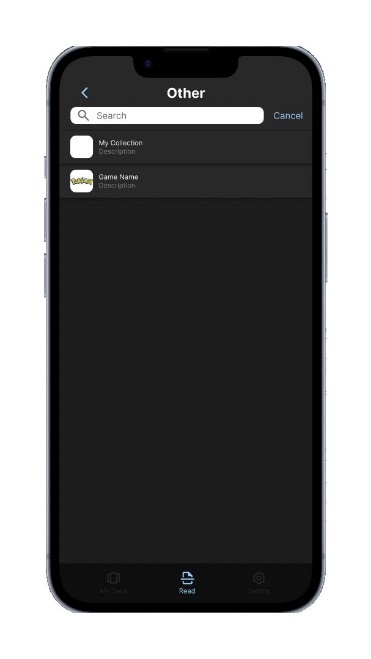 Other
Search
Cancel
My Collection
Description
Game Name
Description
My Deck
Read
Setting